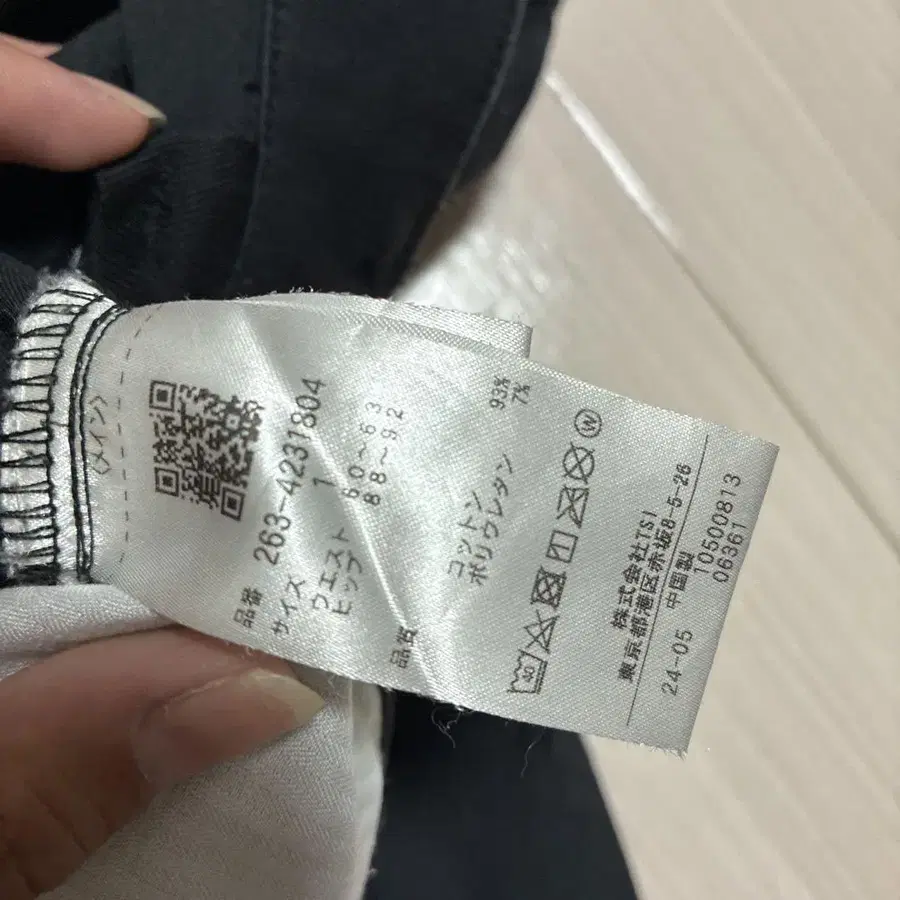 〈メイン〉
品番 263-4231804
サイズ 1
ウエスト 60～63
ヒップ 88～92
品質
コットン 93%
ポリウレタン 7%
40
W
株式会社TSI
東京都港区赤坂8-5-26
中国製 10500813
24-05 06361